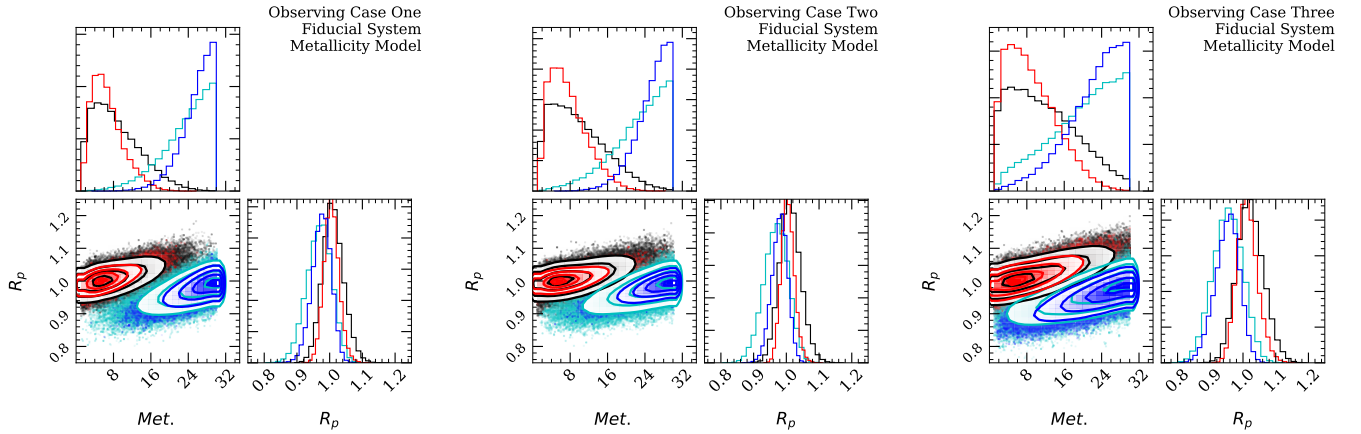 Observing Case One
Fiducial System
Metallicity Model
R_p
1.2
1.1
1.0
0.9
0.8
8 16 24 32
Met.
0.8 0.9 1.0 1.1 1.2
R_p
Observing Case Two
Fiducial System
Metallicity Model
R_p
1.2
1.1
1.0
0.9
0.8
8 16 24 32
Met.
0.8 0.9 1.0 1.1 1.2
R_p
Observing Case Three
Fiducial System
Metallicity Model
R_p
1.2
1.1
1.0
0.9
0.8
8 16 24 32
Met.
0.8 0.9 1.0 1.1 1.2
R_p